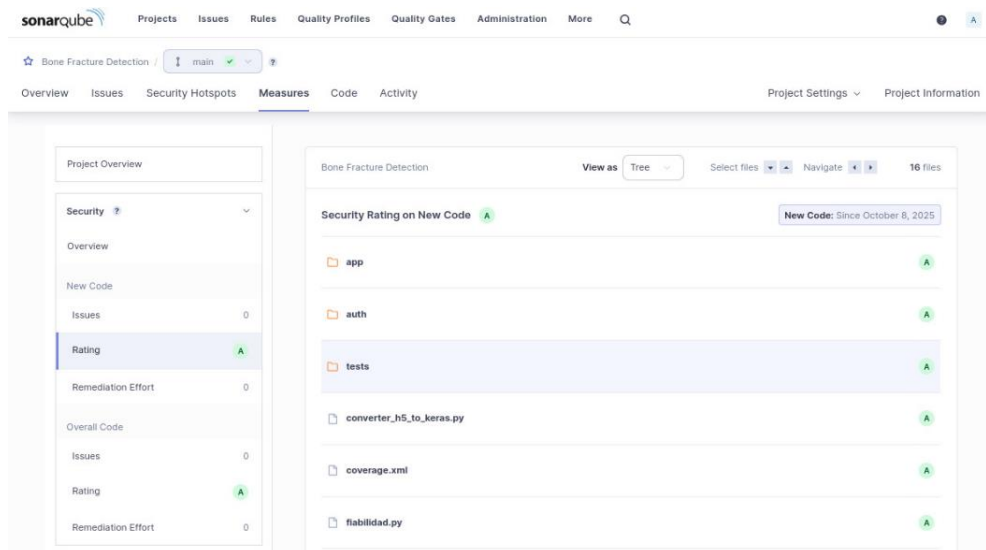 sonarqube Projects Issues Rules Quality Profiles Quality Gates Administration More ? A
Bone Fracture Detection / main ?
Overview Issues Security Hotspots Measures Code Activity Project Settings Project Information
Project Overview
Security ?
Overview
New Code
Issues 0
Rating A
Remediation Effort 0
Overall Code
Issues 0
Rating A
Remediation Effort 0
Bone Fracture Detection View as Tree Select files Navigate 16 files
Security Rating on New Code A New Code: Since October 8, 2025
app A
auth A
tests A
converter_h5_to_keras.py A
coverage.xml A
fiabilidad.py A